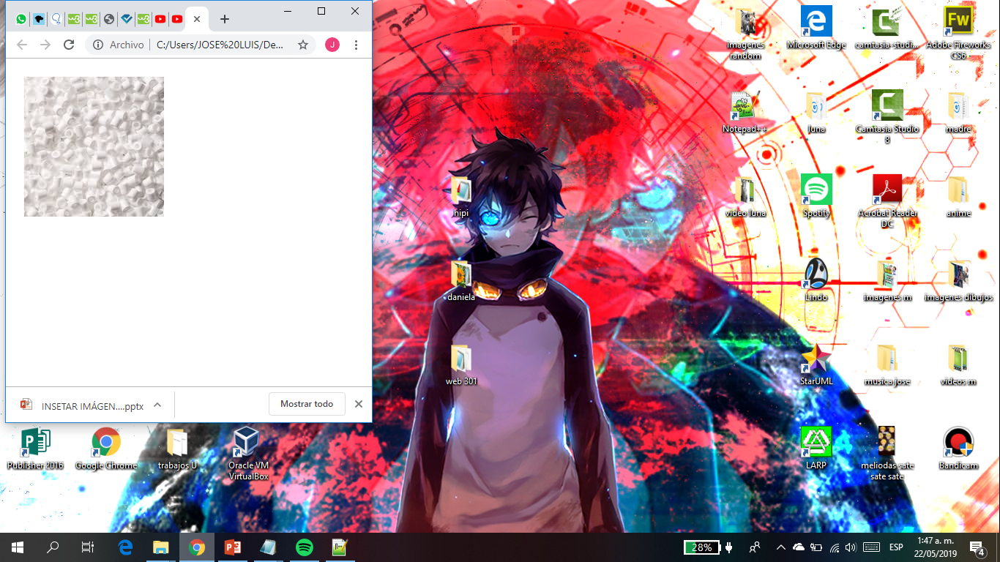 Archivo
C:/Users/JOSE%20LUIS/De...
J
INSETAR IMÁGEN....pptx
Mostrar todo
imagenes
random
Microsoft Edge
camtasia-studi...
Fw
Adobe Fireworks
CS6
Notepad++
luna
Camtasia Studio
8
madre
hipi
video luna
Spotify
Acrobat Reader
DC
anime
daniela
Lindo
imagenes m
imagenes dibujos
web 301
StarUML
musica jose
videos m
Publisher 2016
Google Chrome
trabajos U
Oracle VM
VirtualBox
LARP
meliodas sate
sate sate
Bandicam
28%
ESP
1:47 a. m.
22/05/2019
4